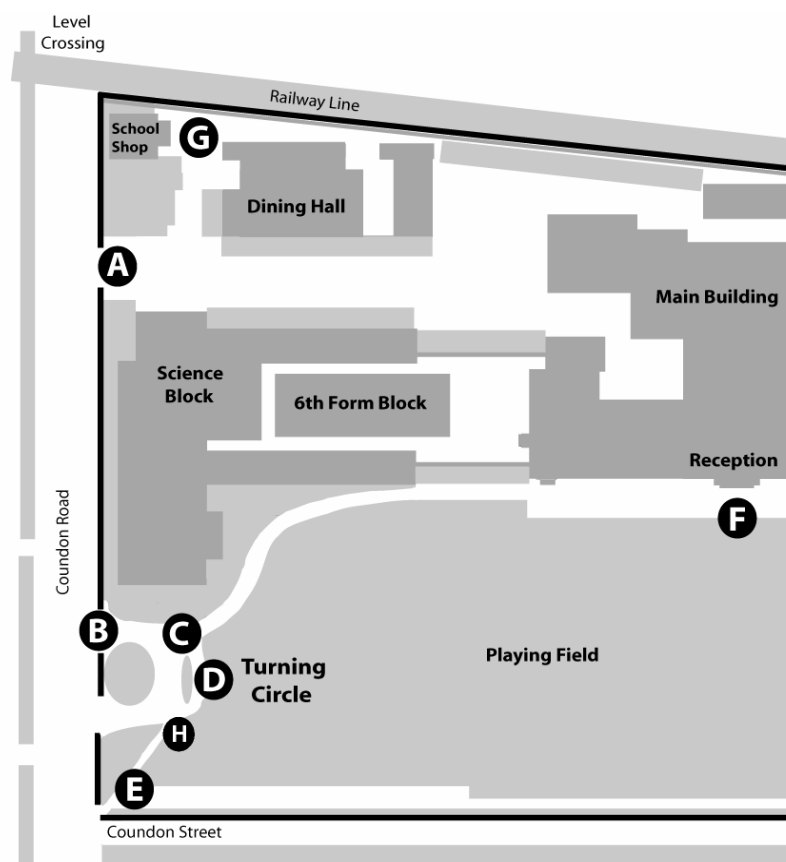 Level
Crossing
Railway Line
School
Shop
G
Dining Hall
A
Main Building
Science
Block
6th Form Block
Reception
F
Coundon Road
B
C
Playing Field
D
Turning
Circle
H
E
Coundon Street